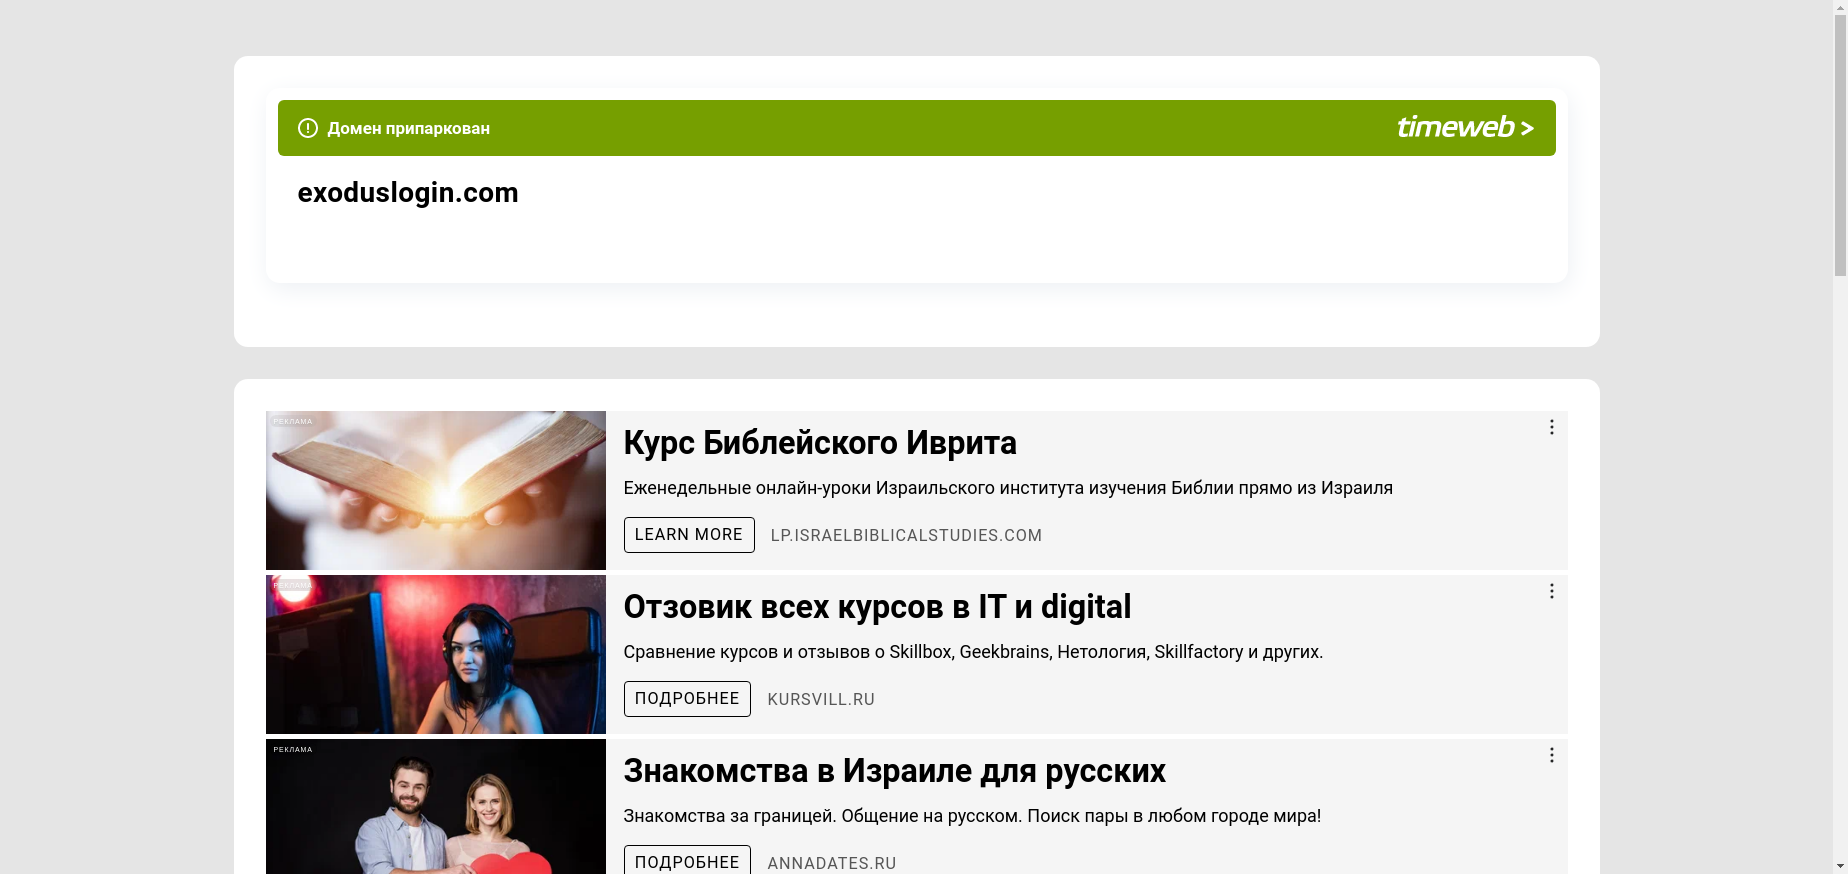 Домен припаркован
timeweb >
exoduslogin.com
РЕКЛАМА
Курс Библейского Иврита
Еженедельные онлайн-уроки Израильского института изучения Библии прямо из Израиля
LEARN MORE LP.ISRAELBIBLICALSTUDIES.COM
РЕКЛАМА
Отзовик всех курсов в IT и digital
Сравнение курсов и отзывов о Skillbox, Geekbrains, Нетология, Skillfactory и других.
ПОДРОБНЕЕ KURSVILL.RU
РЕКЛАМА
Знакомства в Израиле для русских
Знакомства за границей. Общение на русском. Поиск пары в любом городе мира!
ПОДРОБНЕЕ ANNADATES.RU